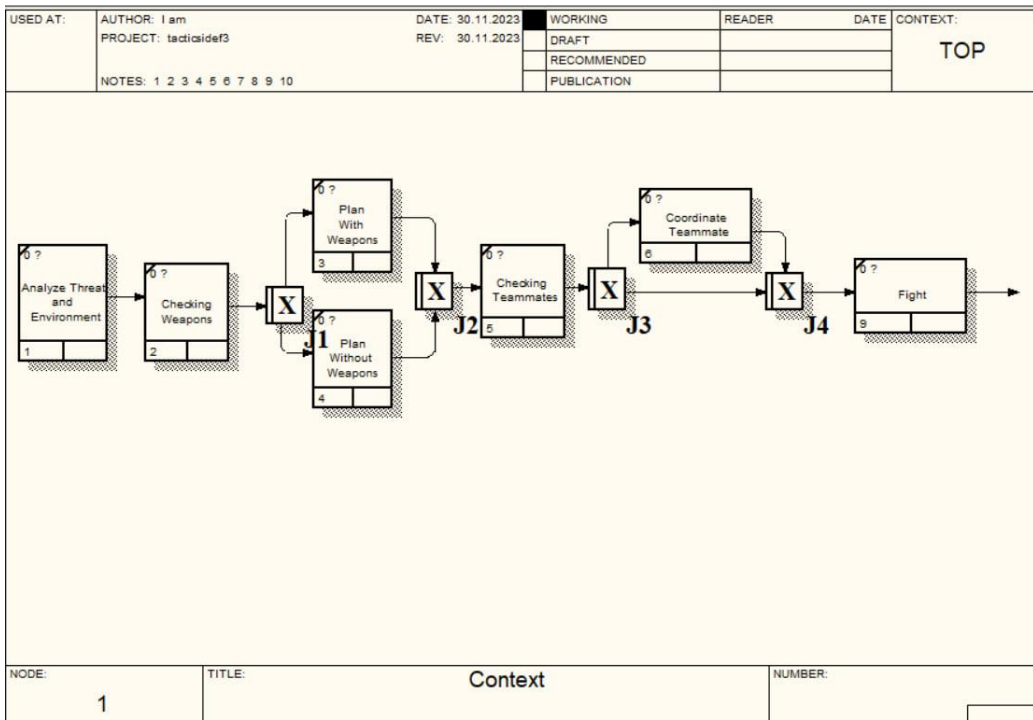 USED AT:
AUTHOR: I am
DATE: 30.11.2023
WORKING
READER
DATE
CONTEXT:
PROJECT: tacticsidef3
REV: 30.11.2023
DRAFT
TOP
RECOMMENDED
NOTES: 1 2 3 4 5 6 7 8 9 10
PUBLICATION
0 ?
Analyze Threat
and
Environment
1
0 ?
Checking
Weapons
2
X
J1
0 ?
Plan
With
Weapons
3
0 ?
Plan
Without
Weapons
4
X
J2
0 ?
Checking
Teammates
5
X
J3
0 ?
Coordinate
Teammate
6
X
J4
0 ?
Fight
9
NODE:
1
TITLE:
Context
NUMBER: